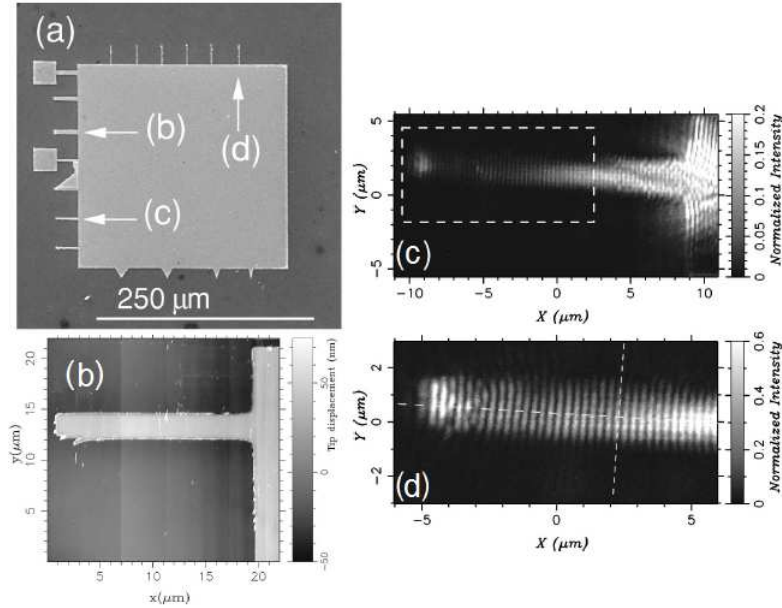 (a)
(b)
(d)
(c)
250 μm
(b)
20
15
10
5
0
y(μm)
5
10
15
20
x(μm)
50
0
−50
Tip displacement (nm)
5
0
−5
Y (μm)
(c)
−10
−5
0
5
10
X (μm)
0.2
0.15
0.1
0.05
0
Normalized Intensity
2
0
−2
Y (μm)
(d)
−5
0
5
X (μm)
0.6
0.4
0.2
0
Normalized Intensity